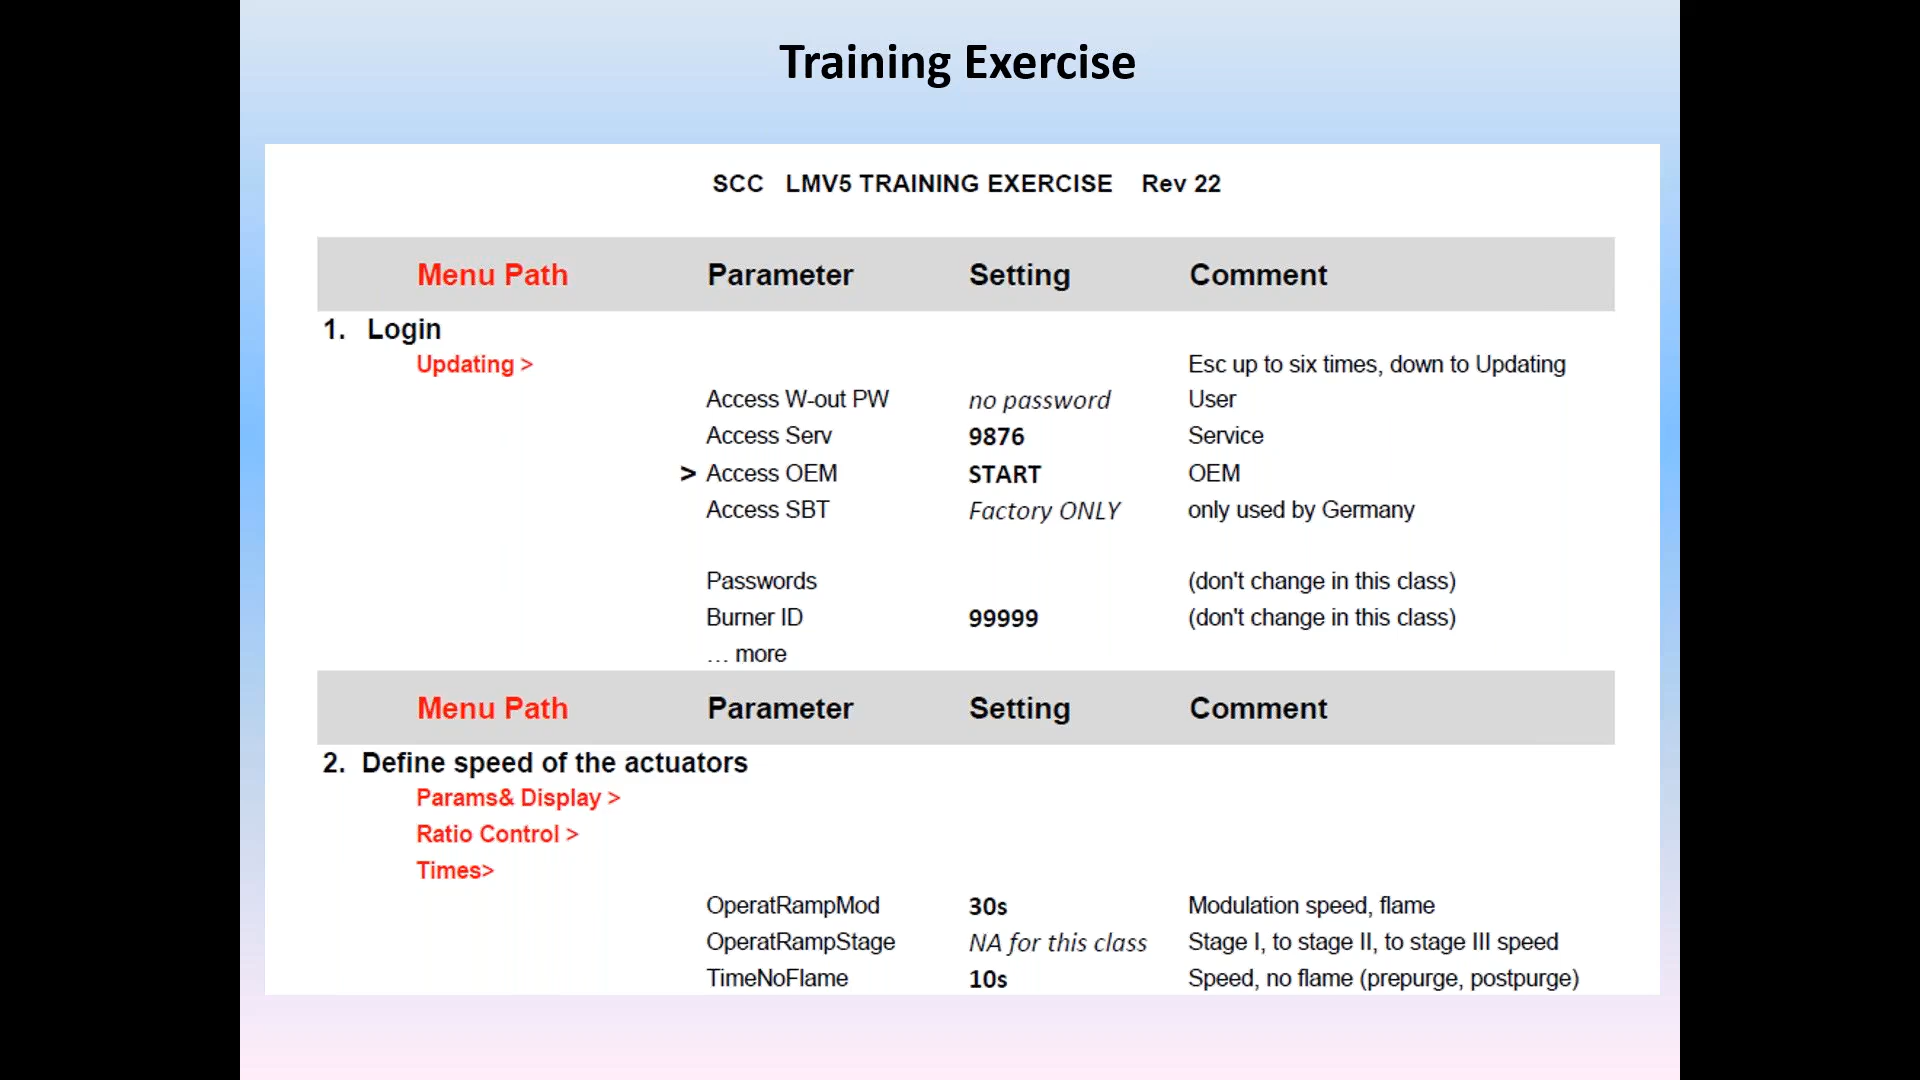 Training Exercise
SCC LMV5 TRAINING EXERCISE Rev 22
Menu Path Parameter Setting Comment
1. Login
Updating > Esc up to six times, down to Updating
Access W-out PW no password User
Access Serv 9876 Service
> Access OEM START OEM
Access SBT Factory ONLY only used by Germany
Passwords (don't change in this class)
Burner ID 99999 (don't change in this class)
... more
Menu Path Parameter Setting Comment
2. Define speed of the actuators
Params& Display >
Ratio Control >
Times>
OperatRampMod 30s Modulation speed, flame
OperatRampStage NA for this class Stage I, to stage II, to stage III speed
TimeNoFlame 10s Speed, no flame (prepurge, postpurge)